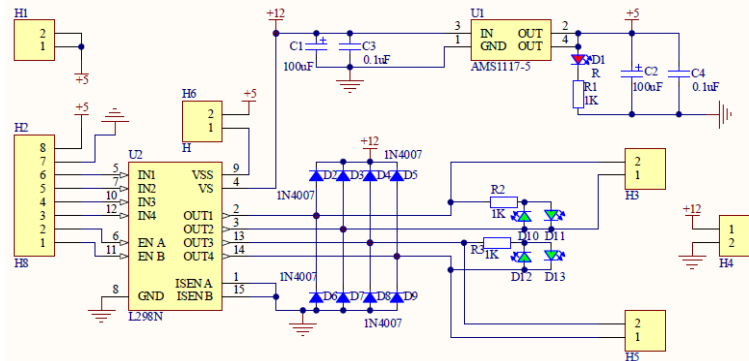 H1
2
1
+5
+12
C1
100uF
C3
0.1uF
U1
3 IN OUT 2
1 GND OUT 4
AMS1117-5
+5
D1
R
R1
1K
C2
100uF
C4
0.1uF
H2
+5
8
7
6
5
4
3
2
1
H8
H6
2
1
H
+5
U2
5 IN1 VSS 9
7 IN2 VS 4
10 IN3
12 IN4 OUT1 2
OUT2 3
6 EN A OUT3 13
11 EN B OUT4 14
ISEN A 1
8 GND ISEN B 15
L298N
+12
1N4007
1N4007
D2 D3 D4 D5
1N4007
D6 D7 D8 D9
1N4007
R2
1K
D10 D11
R3 1K
D12 D13
2
1
H3
+12
1
2
H4
2
1
H5